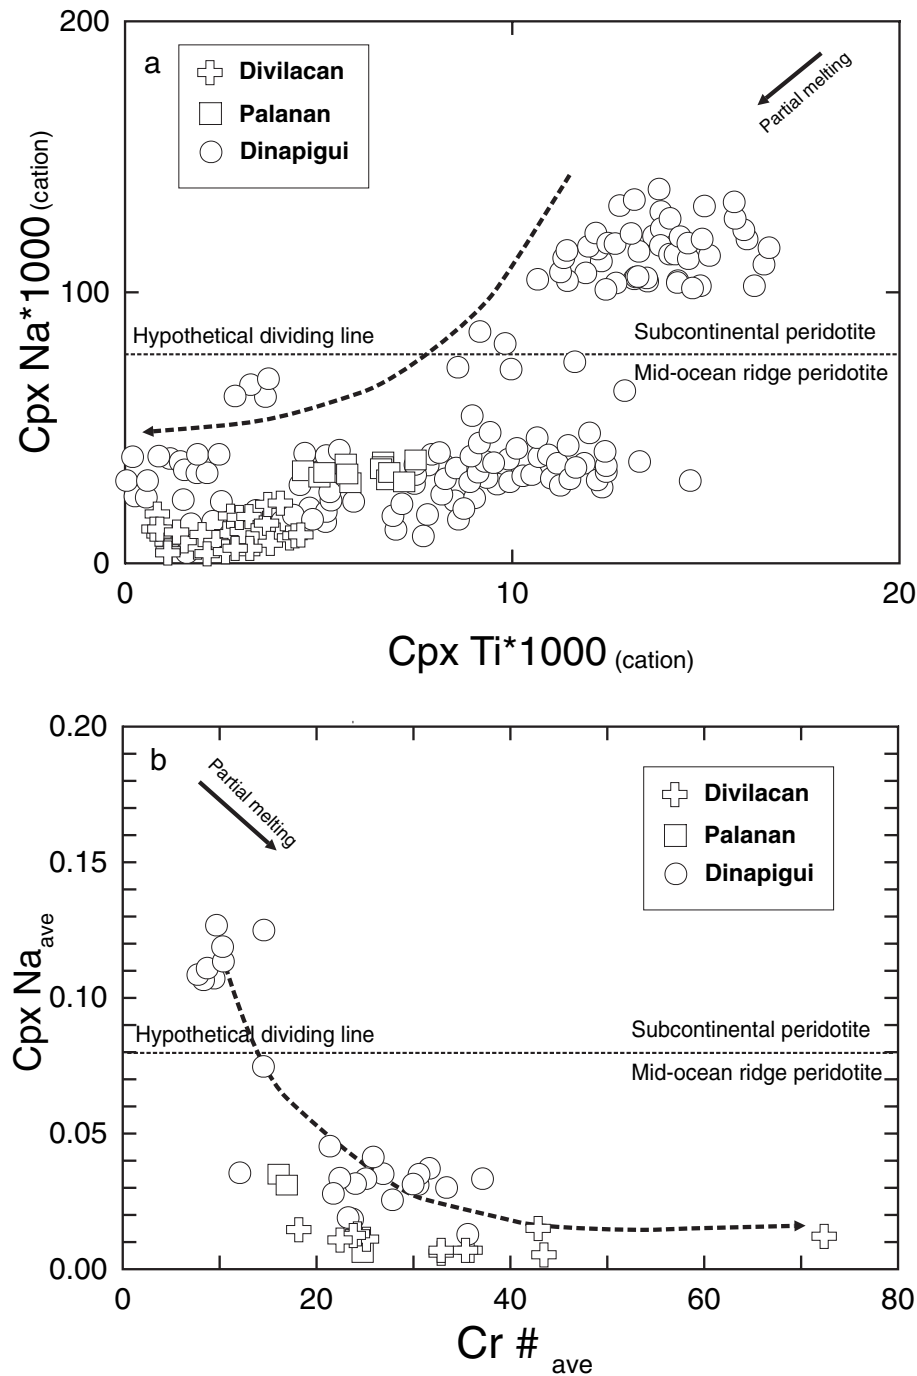 200
a
Divilacan
Palanan
Dinapigui
Partial melting
Cpx Na*1000 (cation)
100
Hypothetical dividing line
Subcontinental peridotite
Mid-ocean ridge peridotite
0
0
10
20
Cpx Ti*1000 (cation)
0.20
b
Partial melting
Divilacan
Palanan
Dinapigui
0.15
Cpx Na ave
0.10
Hypothetical dividing line
Subcontinental peridotite
Mid-ocean ridge peridotite
0.05
0.00
0
20
40
60
80
Cr # ave